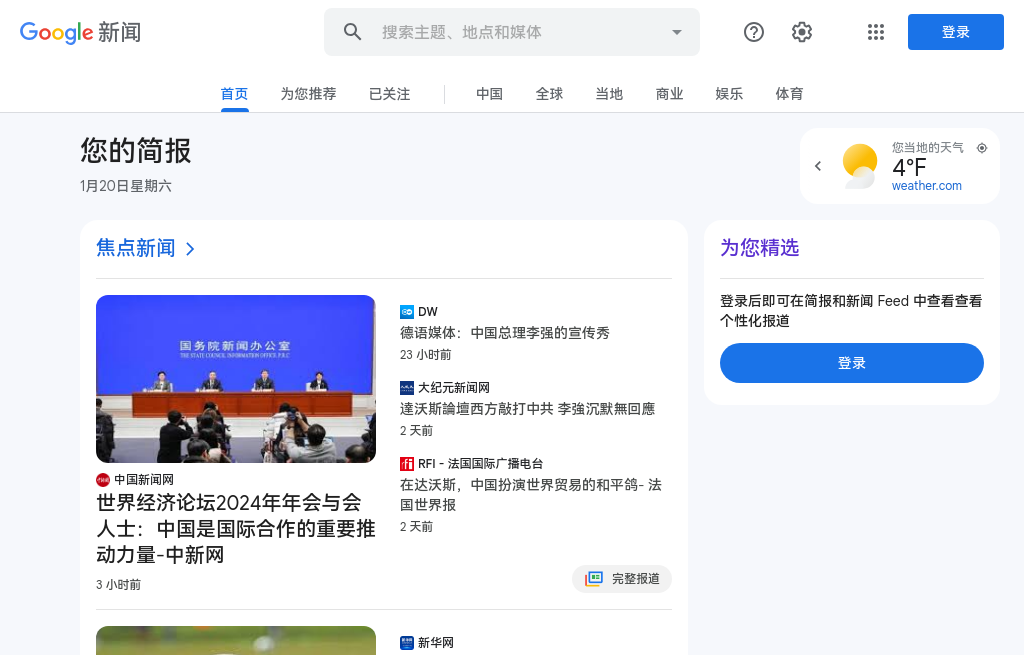 Google 新闻
搜索主题、地点和媒体
登录
首页
为您推荐
已关注
中国
全球
当地
商业
娱乐
体育
您的简报
1月20日星期六
您当地的天气
4°F
weather.com
焦点新闻
国务院新闻办公室
THE STATE COUNCIL INFORMATION OFFICE, P.R.C
中国新闻网
世界经济论坛2024年年会与会
人士：中国是国际合作的重要推
动力量-中新网
3 小时前
DW
德语媒体：中国总理李强的宣传秀
23 小时前
大纪元新闻网
達沃斯論壇西方敲打中共 李強沉默無回應
2 天前
RFI - 法国国际广播电台
在达沃斯，中国扮演世界贸易的和平鸽- 法
国世界报
2 天前
完整报道
新华网
为您精选
登录后即可在简报和新闻 Feed 中查看查看
个性化报道
登录